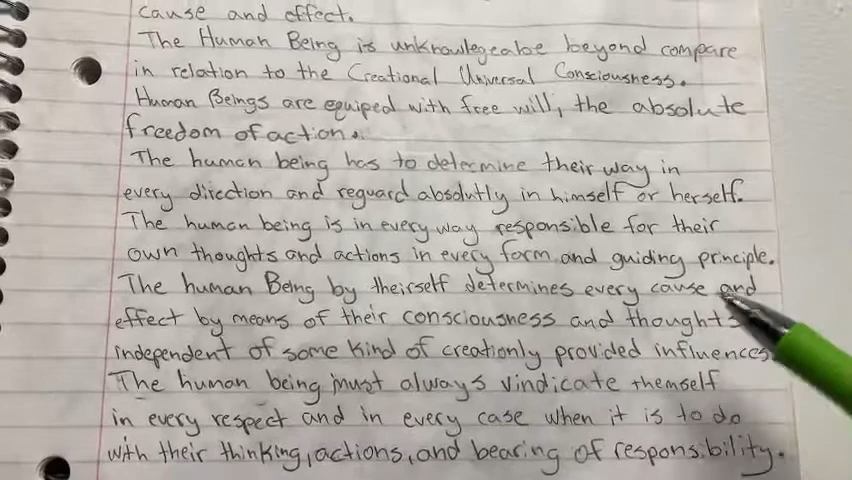 cause and effect.
The Human Being is unknowlegeabe beyond compare
in relation to the Creational Universal Consciousness.
Human Beings are equiped with free will, the absolute
freedom of action.
The human being has to determine their way in
every direction and reguard absolutly in himself or herself.
The human being is in every way responsible for their
own thoughts and actions in every form and guiding principle.
The human Being by theirself determines every cause and
effect by means of their consciousness and thoughts
independent of some kind of creationly provided influences
The human being must always vindicate themself
in every respect and in every case when it is to do
with their thinking, actions, and bearing of responsibility.